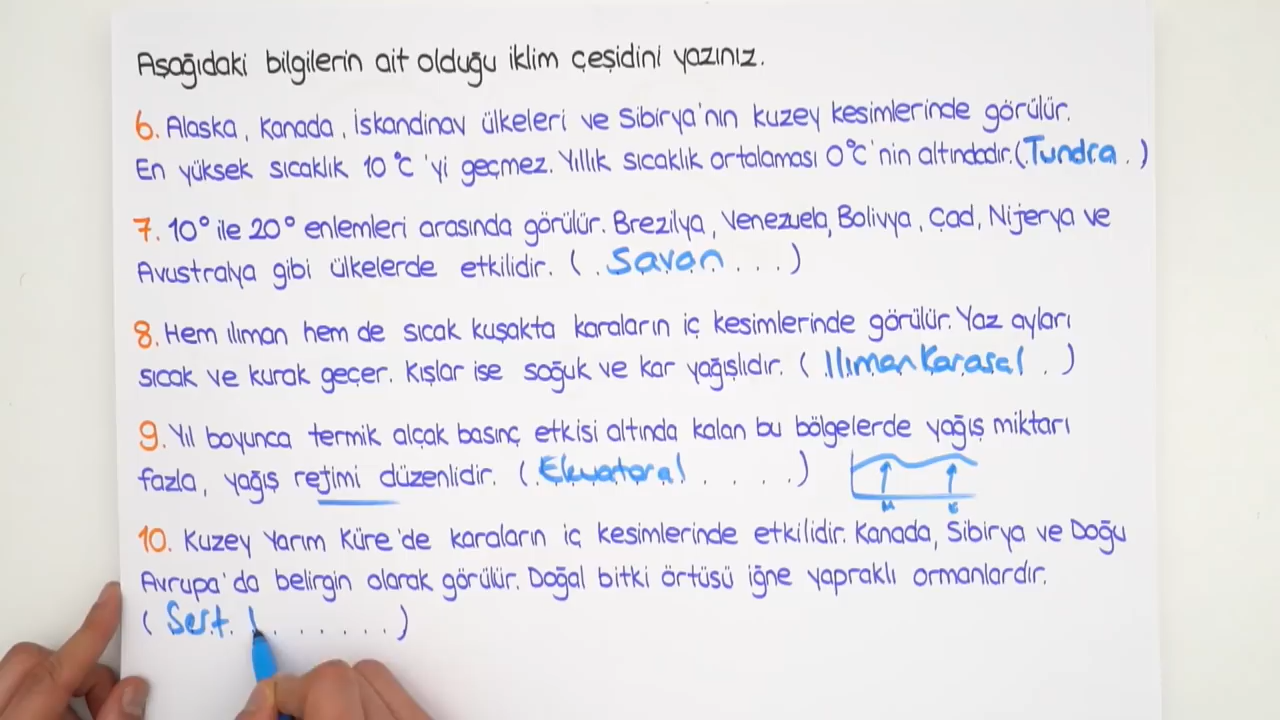 Aşağıdaki bilgilerin ait olduğu iklim çeşidini yazınız.
6. Alaska, Kanada, İskandinav ülkeleri ve Sibirya'nın kuzey kesimlerinde görülür.
En yüksek sıcaklık 10 °C'yi geçmez. Yıllık sıcaklık ortalaması 0°C'nin altındadır. (Tundra . )
7. 10° ile 20° enlemleri arasında görülür. Brezilya, Venezuela, Bolivya, Çad, Nijerya ve
Avustralya gibi ülkelerde etkilidir. ( . Savan . . . )
8. Hem ılıman hem de sıcak kuşakta karaların iç kesimlerinde görülür. Yaz ayları
sıcak ve kurak geçer. Kışlar ise soğuk ve kar yağışlıdır. ( Ilıman Karasal . )
9. Yıl boyunca termik alçak basınç etkisi altında kalan bu bölgelerde yağış miktarı
fazla, yağış rejimi düzenlidir. ( . Ekvatoral . . . . )
M E
10. Kuzey Yarım Küre'de karaların iç kesimlerinde etkilidir. Kanada, Sibirya ve Doğu
Avrupa'da belirgin olarak görülür. Doğal bitki örtüsü iğne yapraklı ormanlardır.
( Sert . . . . . . )